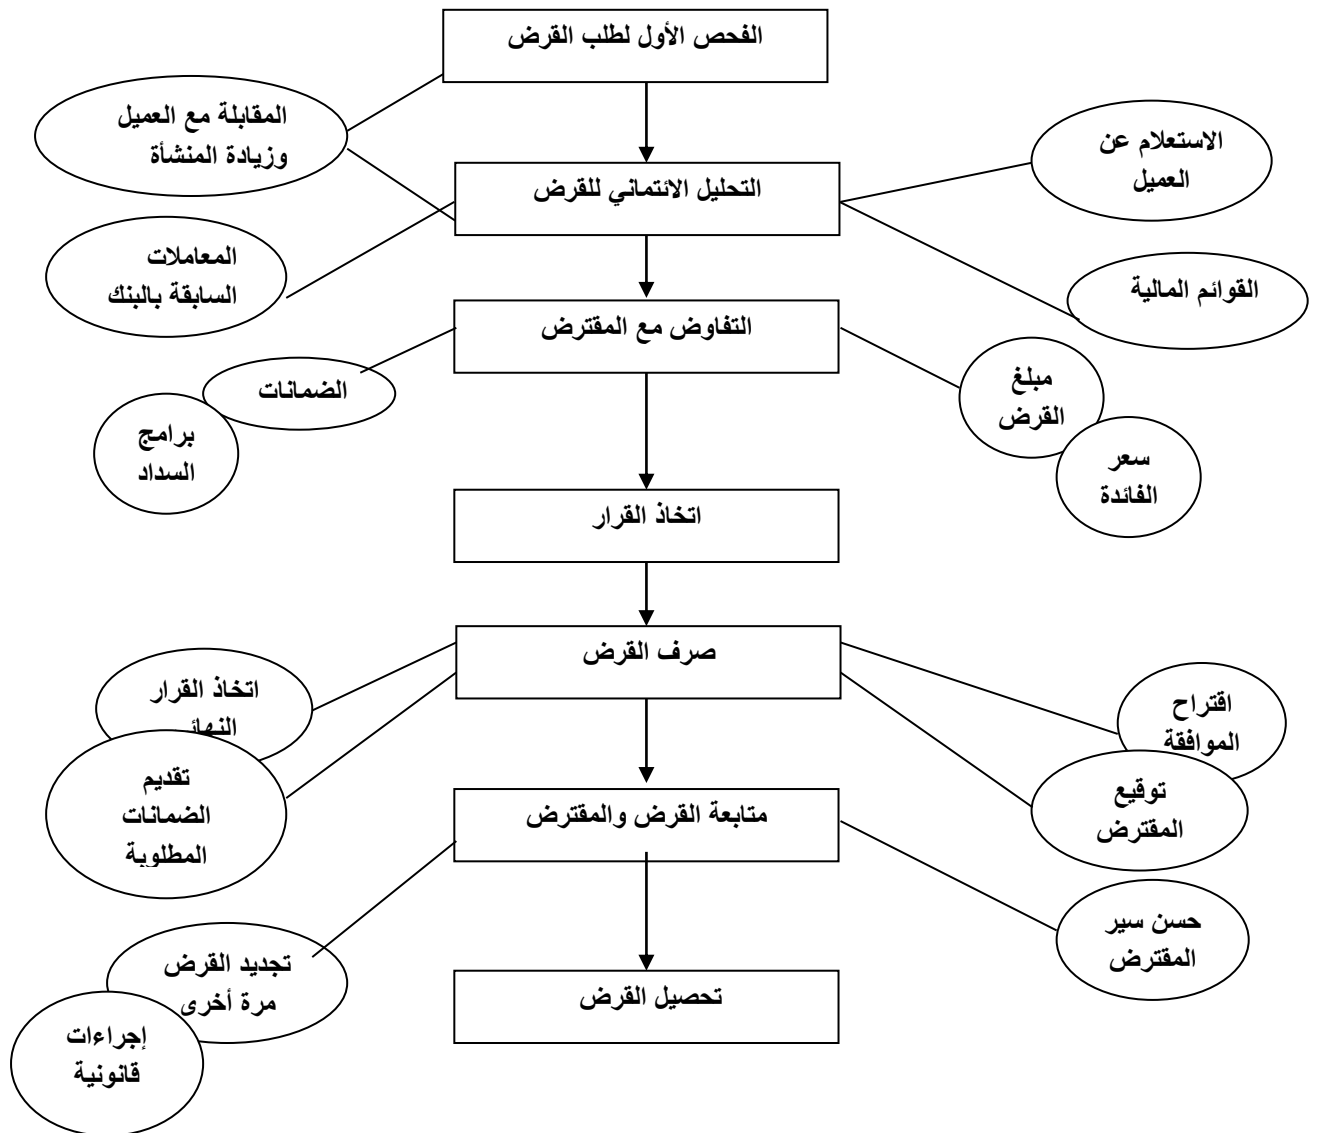 الفحص الأول لطلب القرض
المقابلة مع العميل
وزيادة المنشأة
الاستعلام عن
العميل
التحليل الائتماني للقرض
المعاملات
السابقة بالبنك
القوائم المالية
التفاوض مع المقترض
الضمانات
برامج
السداد
مبلغ
القرض
سعر
الفائدة
اتخاذ القرار
صرف القرض
اتخاذ القرار
تقديم
الضمانات
المطلوبة
اقتراح
الموافقة
توقيع
المقترض
متابعة القرض والمقترض
حسن سير
المقترض
تجديد القرض
مرة أخرى
إجراءات
قانونية
تحصيل القرض